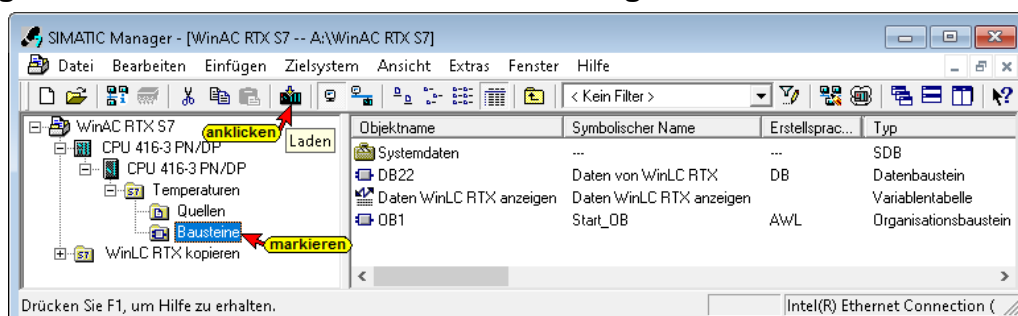 SIMATIC Manager - [WinAC RTX S7 -- A:\WinAC RTX S7]
Datei Bearbeiten Einfügen Zielsystem Ansicht Extras Fenster Hilfe
< Kein Filter >
WinAC RTX S7
anklicken
Laden
CPU 416-3 PN/DP
CPU 416-3 PN/DP
Temperaturen
Quellen
Bausteine
markieren
WinLC RTX kopieren
Objektname Symbolischer Name Erstellsprac... Typ
Systemdaten --- --- SDB
DB22 Daten von WinLC RTX DB Datenbaustein
Daten WinLC RTX anzeigen Daten WinLC RTX anzeigen Variablentabelle
OB1 Start_OB AWL Organisationsbaustein
Drücken Sie F1, um Hilfe zu erhalten. Intel(R) Ethernet Connection (